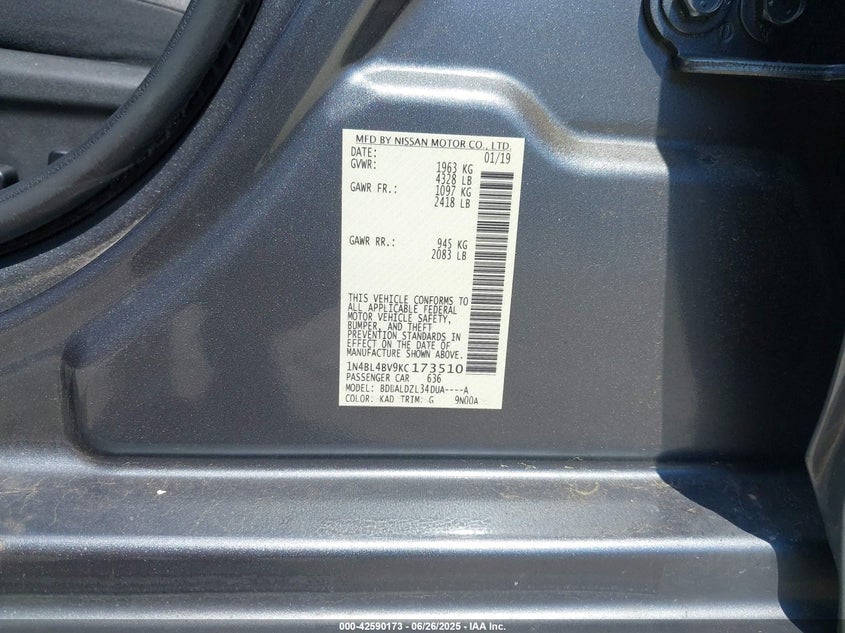 MFD BY NISSAN MOTOR CO., LTD.
DATE: 01/19
GVWR: 1963 KG
4328 LB
GAWR FR.: 1097 KG
2418 LB
GAWR RR.: 945 KG
2083 LB
THIS VEHICLE CONFORMS TO
ALL APPLICABLE FEDERAL
MOTOR VEHICLE SAFETY,
BUMPER, AND THEFT
PREVENTION STANDARDS IN
EFFECT ON THE DATE OF
MANUFACTURE SHOWN ABOVE.
1N4BL4BV9KC173510
PASSENGER CAR 636
MODEL: BDBALDZL34DUA----A
COLOR: KAD TRIM: G 9N00A
000-42590173 - 06/26/2025 - IAA Inc.